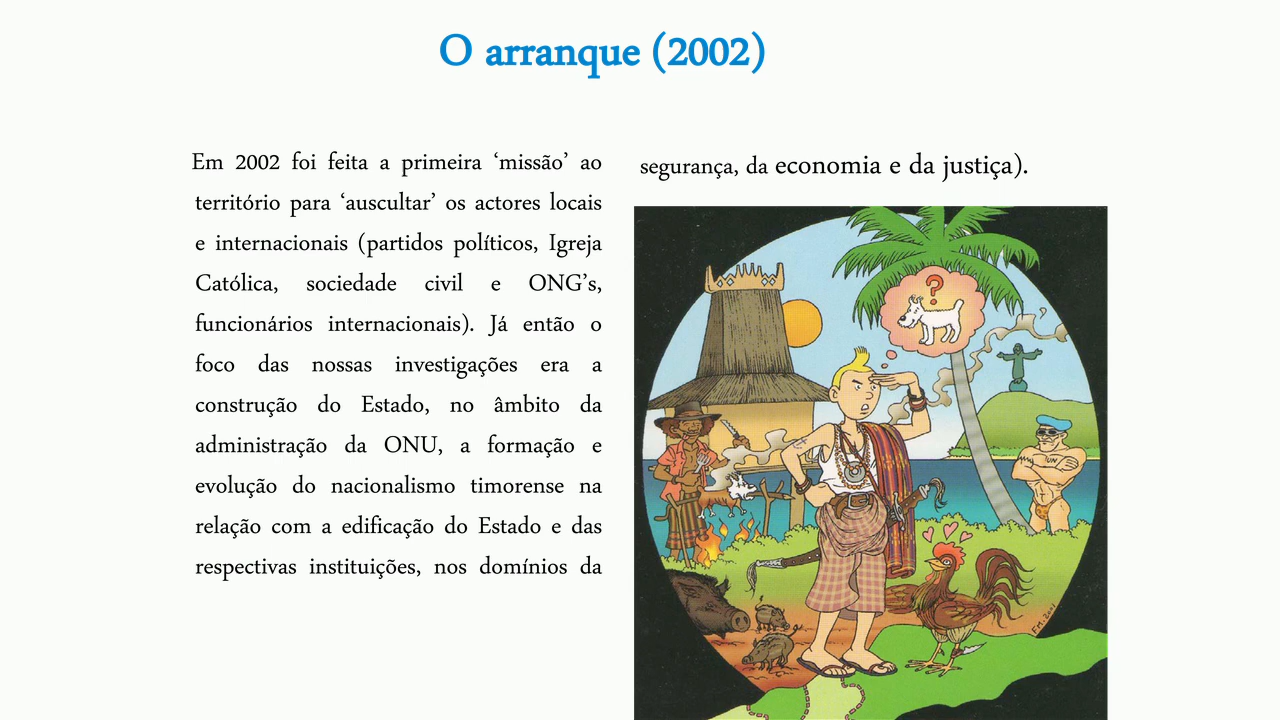 O arranque (2002)
Em 2002 foi feita a primeira ‘missão’ ao
território para ‘auscultar’ os actores locais
e internacionais (partidos políticos, Igreja
Católica, sociedade civil e ONG’s,
funcionários internacionais). Já então o
foco das nossas investigações era a
construção do Estado, no âmbito da
administração da ONU, a formação e
evolução do nacionalismo timorense na
relação com a edificação do Estado e das
respectivas instituições, nos domínios da
segurança, da economia e da justiça).
?
UN
F.M. 2001